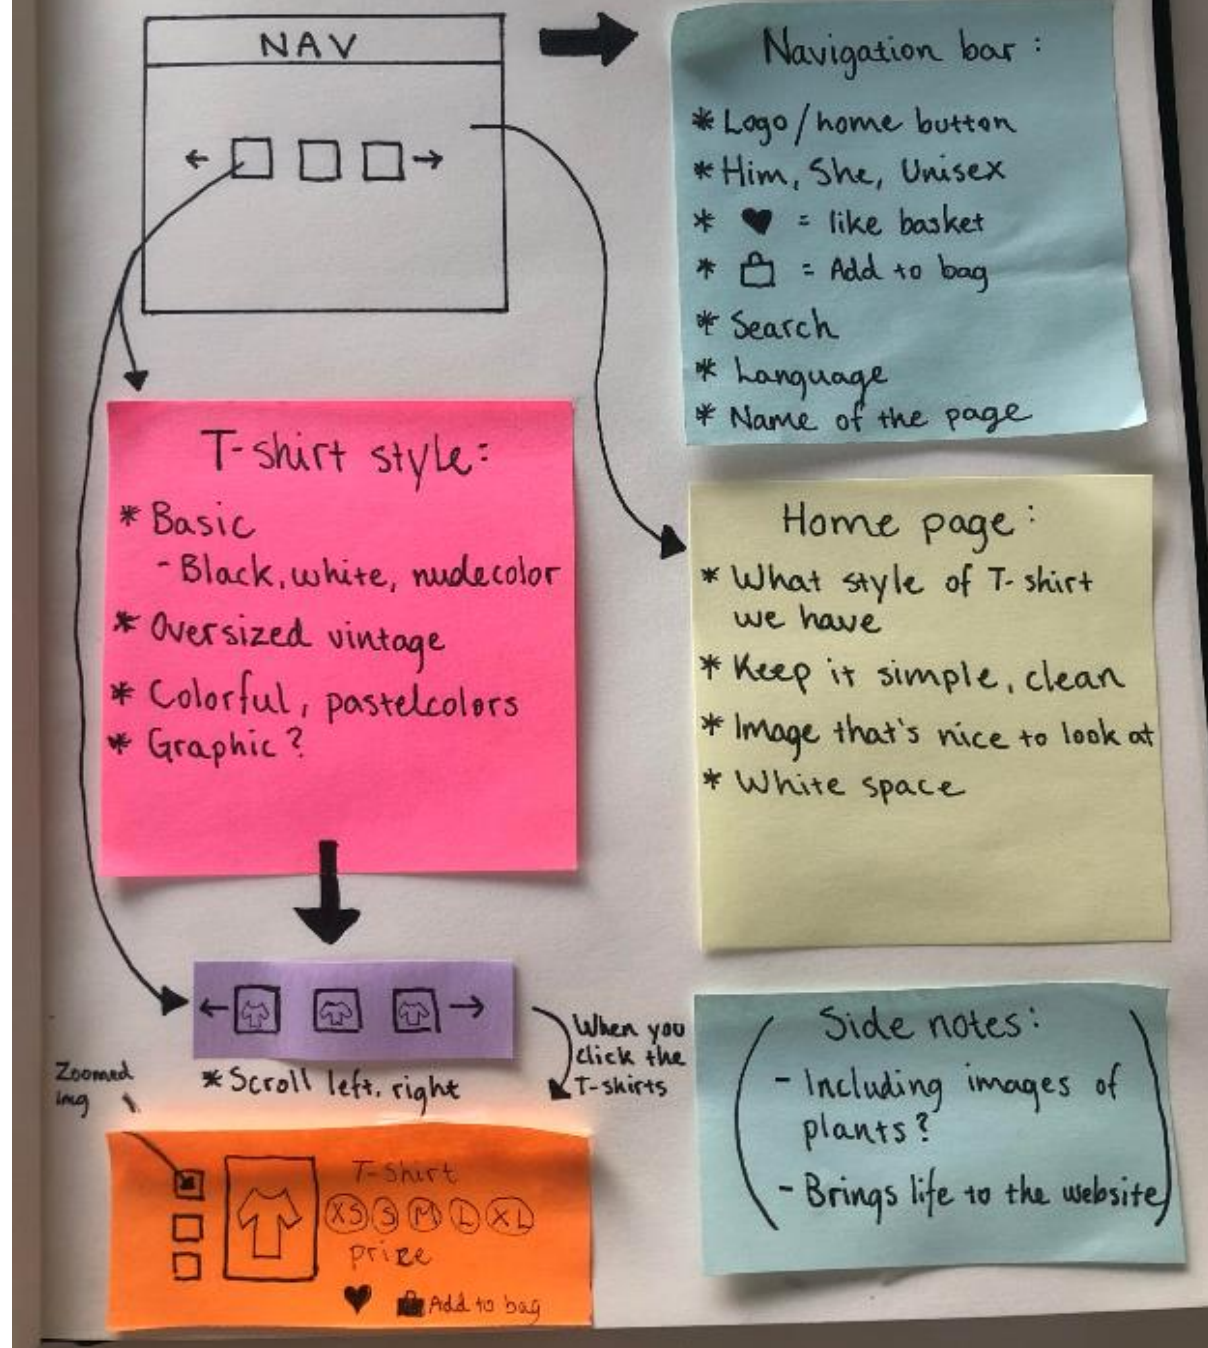 NAV
← →
Navigation bar:
* Logo/home button
* Him, She, Unisex
* ♥ = like basket
* = Add to bag
* Search
* Language
* Name of the page
T-shirt style:
* Basic
- Black, white, nudecolor
* Oversized vintage
* Colorful, pastelcolors
* Graphic?
Home page:
* What style of T-shirt
we have
* Keep it simple, clean
* Image that's nice to look at
* White space
← →
* Scroll left, right
When you
click the
T-shirts
Zoomed
img
T-Shirt
XS S M L XL
price
♥ Add to bag
(Side notes:
- Including images of
plants?
- Brings life to the website)